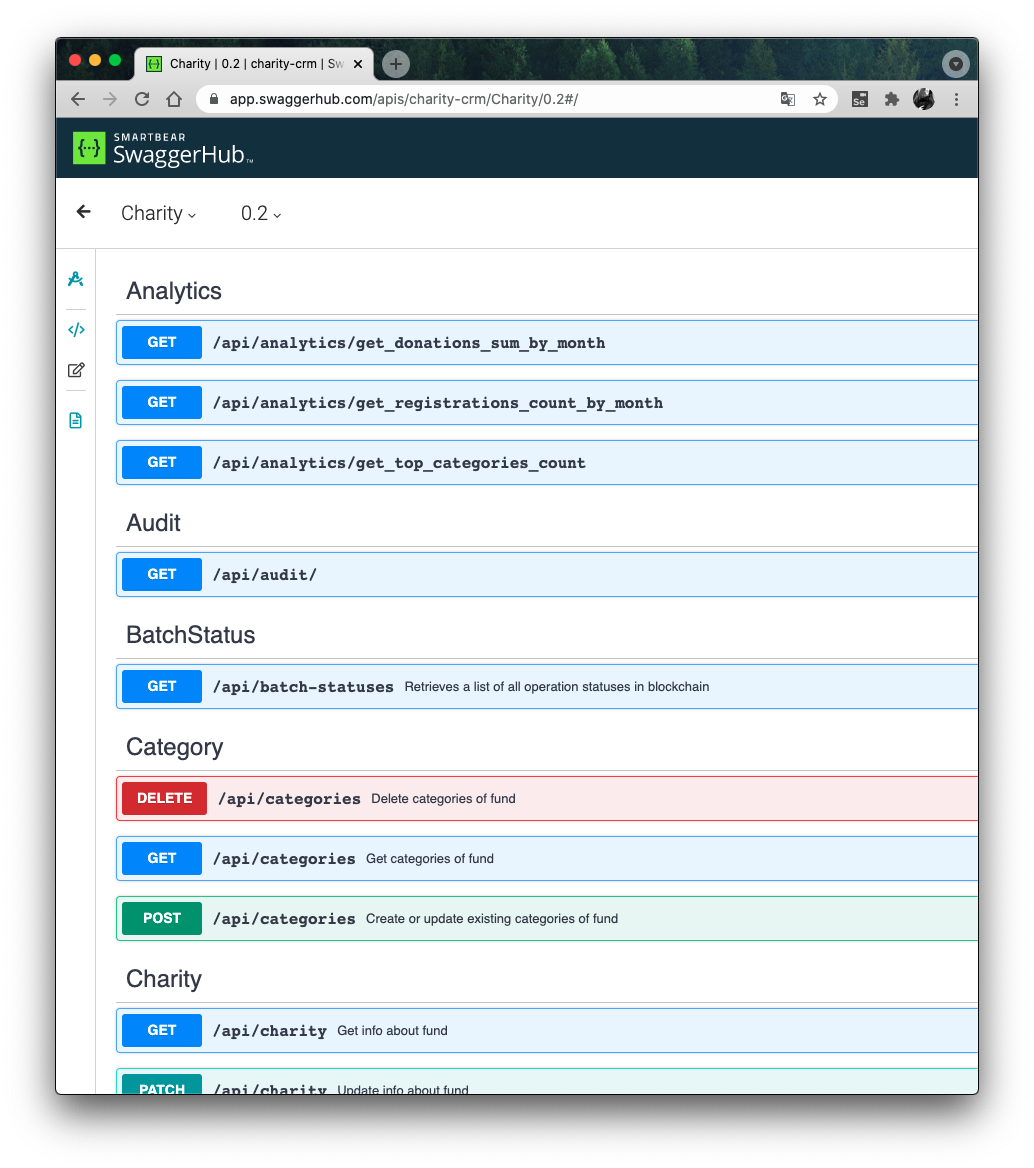 Charity | 0.2 | charity-crm | Sw
app.swaggerhub.com/apis/charity-crm/Charity/0.2#/
Se
SMARTBEAR
{···} SwaggerHub™
Charity 0.2
Analytics
GET /api/analytics/get_donations_sum_by_month
GET /api/analytics/get_registrations_count_by_month
GET /api/analytics/get_top_categories_count
Audit
GET /api/audit/
BatchStatus
GET /api/batch-statuses Retrieves a list of all operation statuses in blockchain
Category
DELETE /api/categories Delete categories of fund
GET /api/categories Get categories of fund
POST /api/categories Create or update existing categories of fund
Charity
GET /api/charity Get info about fund
PATCH /api/charity Update info about fund